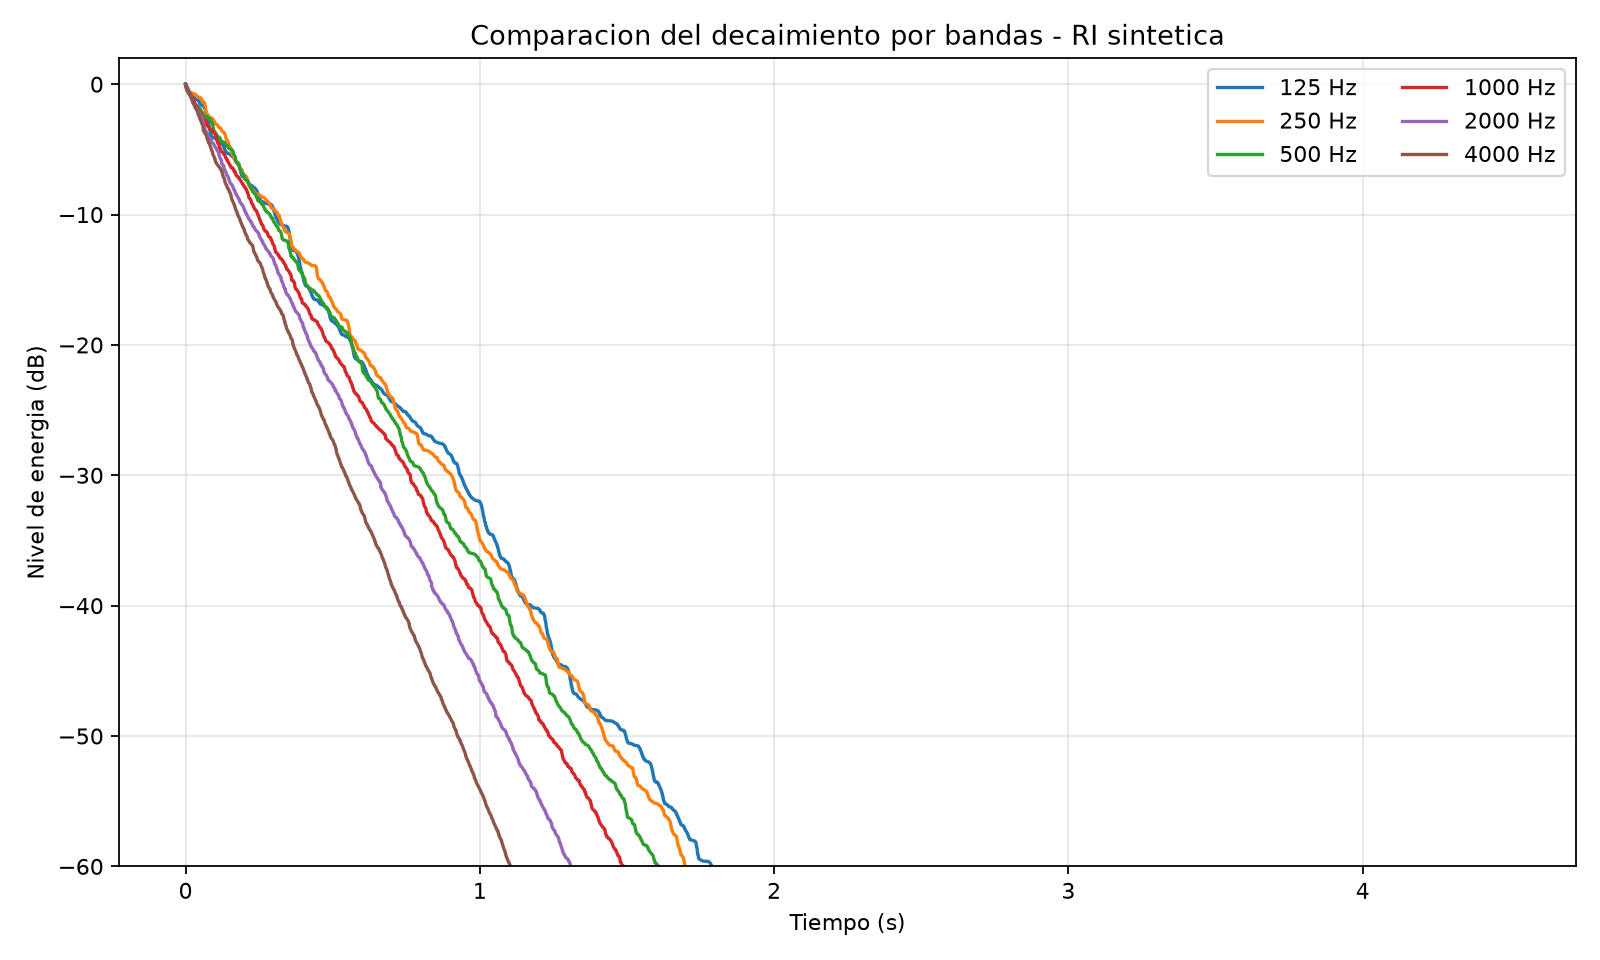 Comparacion del decaimiento por bandas - RI sintetica
125 Hz
250 Hz
500 Hz
1000 Hz
2000 Hz
4000 Hz
Nivel de energia (dB)
0
−10
−20
−30
−40
−50
−60
0 1 2 3 4
Tiempo (s)